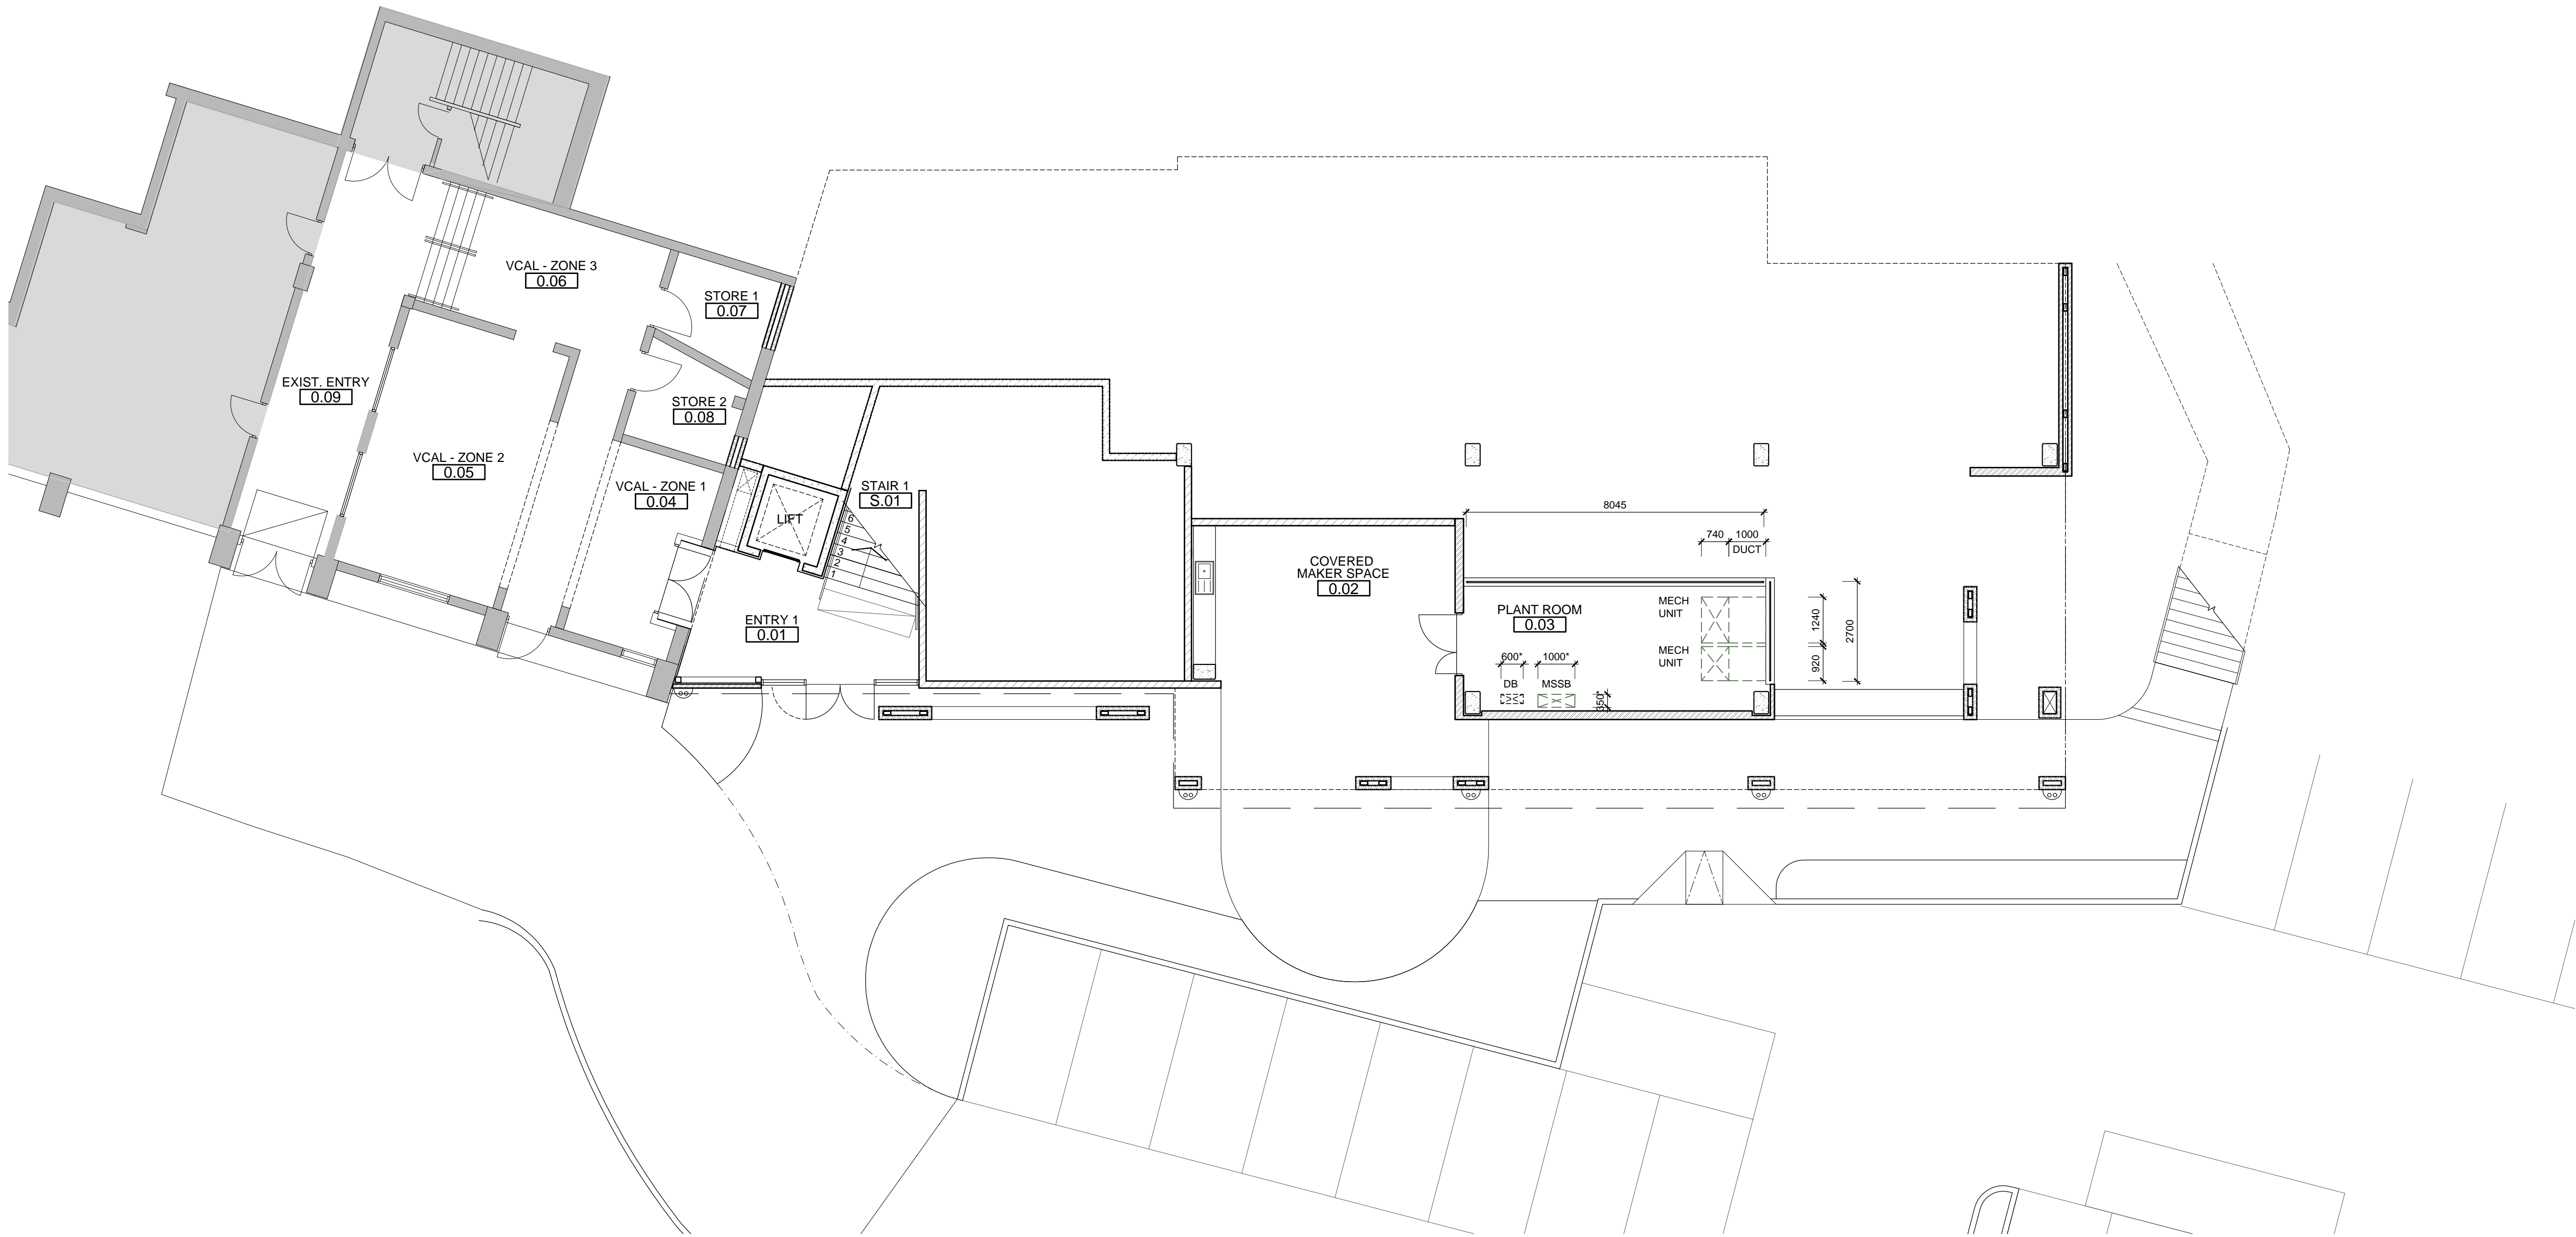 VCAL - ZONE 3
0.06
STORE 1
0.07
EXIST. ENTRY
0.09
STORE 2
0.08
VCAL - ZONE 2
0.05
VCAL - ZONE 1
0.04
STAIR 1
S.01
LIFT
6
5
4
3
2
1
ENTRY 1
0.01
COVERED
MAKER SPACE
0.02
8045
740 1000
DUCT
PLANT ROOM
0.03
MECH
UNIT
MECH
UNIT
1240
920
2700
600* 1000*
DB MSSB
350*